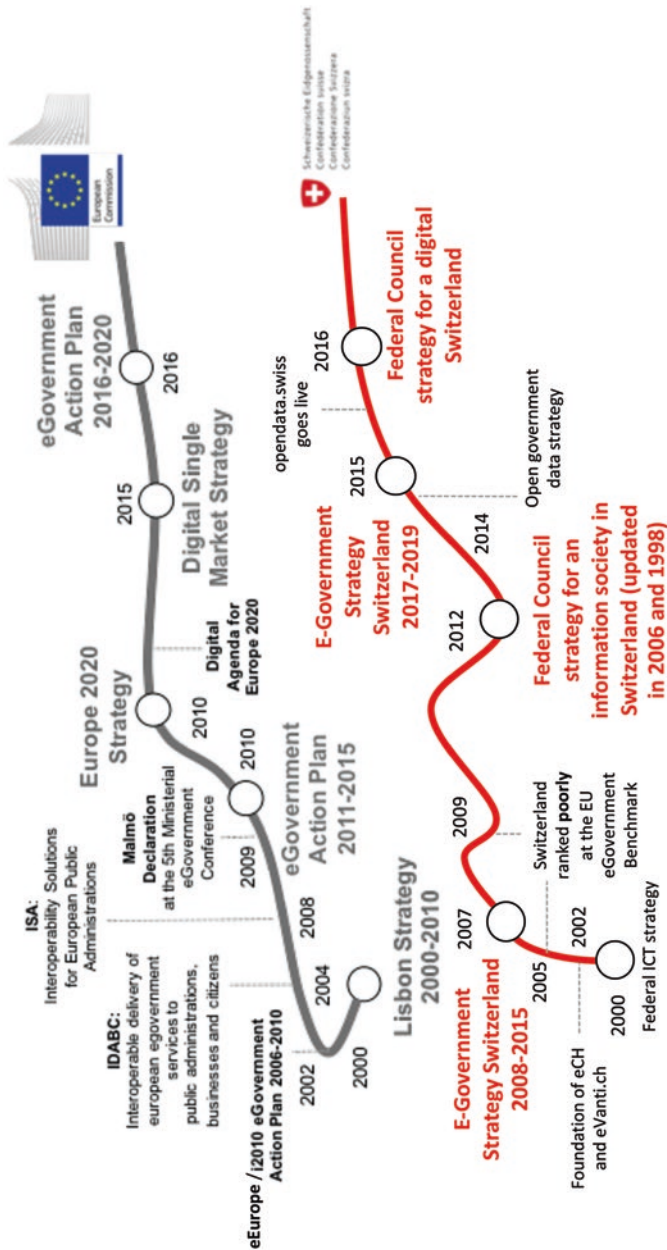 European
Commission
eGovernment
Action Plan
2016-2020
2016
2015
Digital Single
Market Strategy
Europe 2020
Strategy
Digital
Agenda for
Europe 2020
2010
2010
Malmö
Declaration
at the 5th Ministerial
eGovernment
Conference
2009
eGovernment
Action Plan
2011-2015
ISA:
Interoperability Solutions
for European Public
Administrations
2008
IDABC:
Interoperable delivery of
european egovernment
services to
public administrations,
businesses and citizens
2004
eEurope / i2010 eGovernment
Action Plan 2006-2010
2002
2000
Lisbon Strategy
2000-2010
Schweizerische Eidgenossenschaft
Confédération suisse
Confederazione Svizzera
Confederaziun svizra
2016
Federal Council
strategy for a digital
Switzerland
opendata.swiss
goes live
2015
E-Government
Strategy
Switzerland
2017-2019
Open government
data strategy
2014
2012
Federal Council
strategy for an
information society in
Switzerland (updated
in 2006 and 1998)
2009
Switzerland
ranked poorly
at the EU
eGovernment
Benchmark
2007
E-Government
Strategy Switzerland
2008-2015
2005
2002
Foundation of eCH
and eVanti.ch
2000
Federal ICT strategy